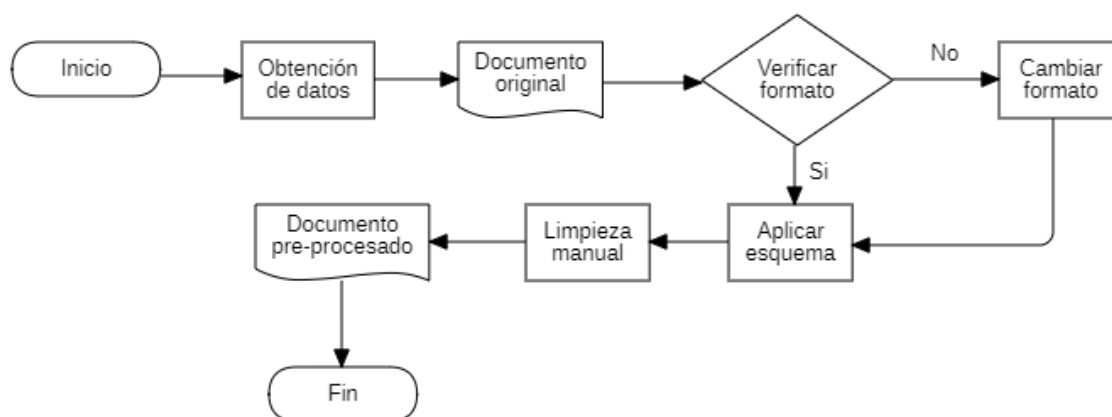 Inicio
Obtención
de datos
Documento
original
Verificar
formato
No
Cambiar
formato
Si
Documento
pre-procesado
Limpieza
manual
Aplicar
esquema
Fin